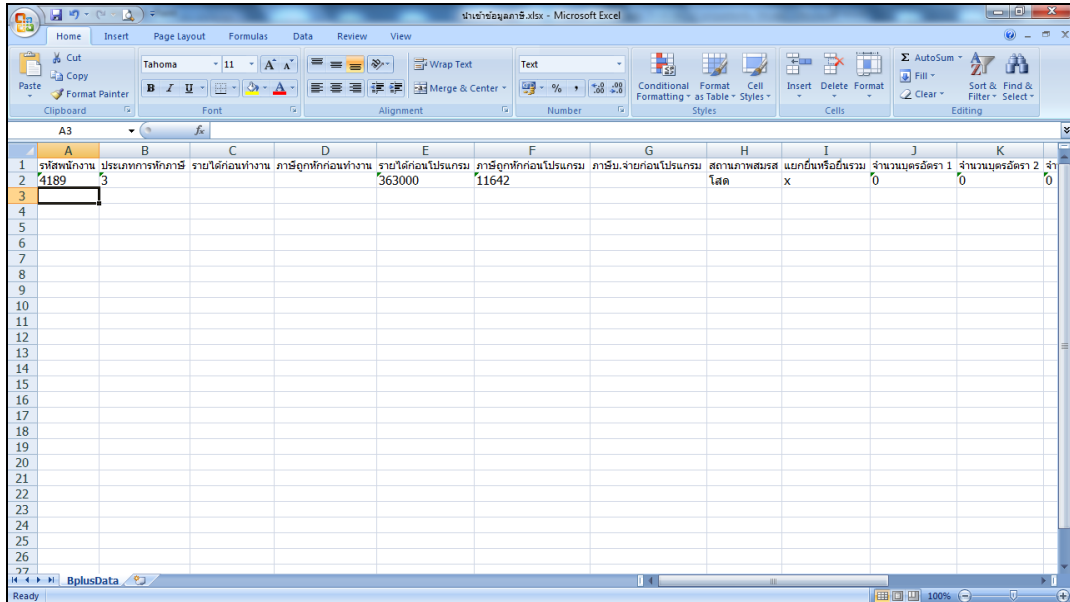 นำเข้าข้อมูลภาษี.xlsx - Microsoft Excel
Home Insert Page Layout Formulas Data Review View
Paste
Cut
Copy
Format Painter
Clipboard
Tahoma 11
B I U
Font
Wrap Text
Merge & Center
Alignment
Text
% ,
Number
Conditional Formatting
Format as Table
Cell Styles
Styles
Insert Delete Format
Cells
Σ AutoSum
Fill
Clear
Sort & Filter
Find & Select
Editing
A3 fx
A B C D E F G H I J K
1 รหัสพนักงาน ประเภทการหักภาษี รายได้ก่อนทำงาน ภาษีถูกหักก่อนทำงาน รายได้ก่อนโปรแกรม ภาษีถูกหักก่อนโปรแกรม ภาษีบ.จ่ายก่อนโปรแกรม สถานภาพสมรส แยกยื่นหรือยื่นรวม จำนวนบุตรอัตรา 1 จำนวนบุตรอัตรา 2
2 4189 3 363000 11642 โสด x 0 0 0
3
4
5
6
7
8
9
10
11
12
13
14
15
16
17
18
19
20
21
22
23
24
25
26
27
BplusData
Ready 100%